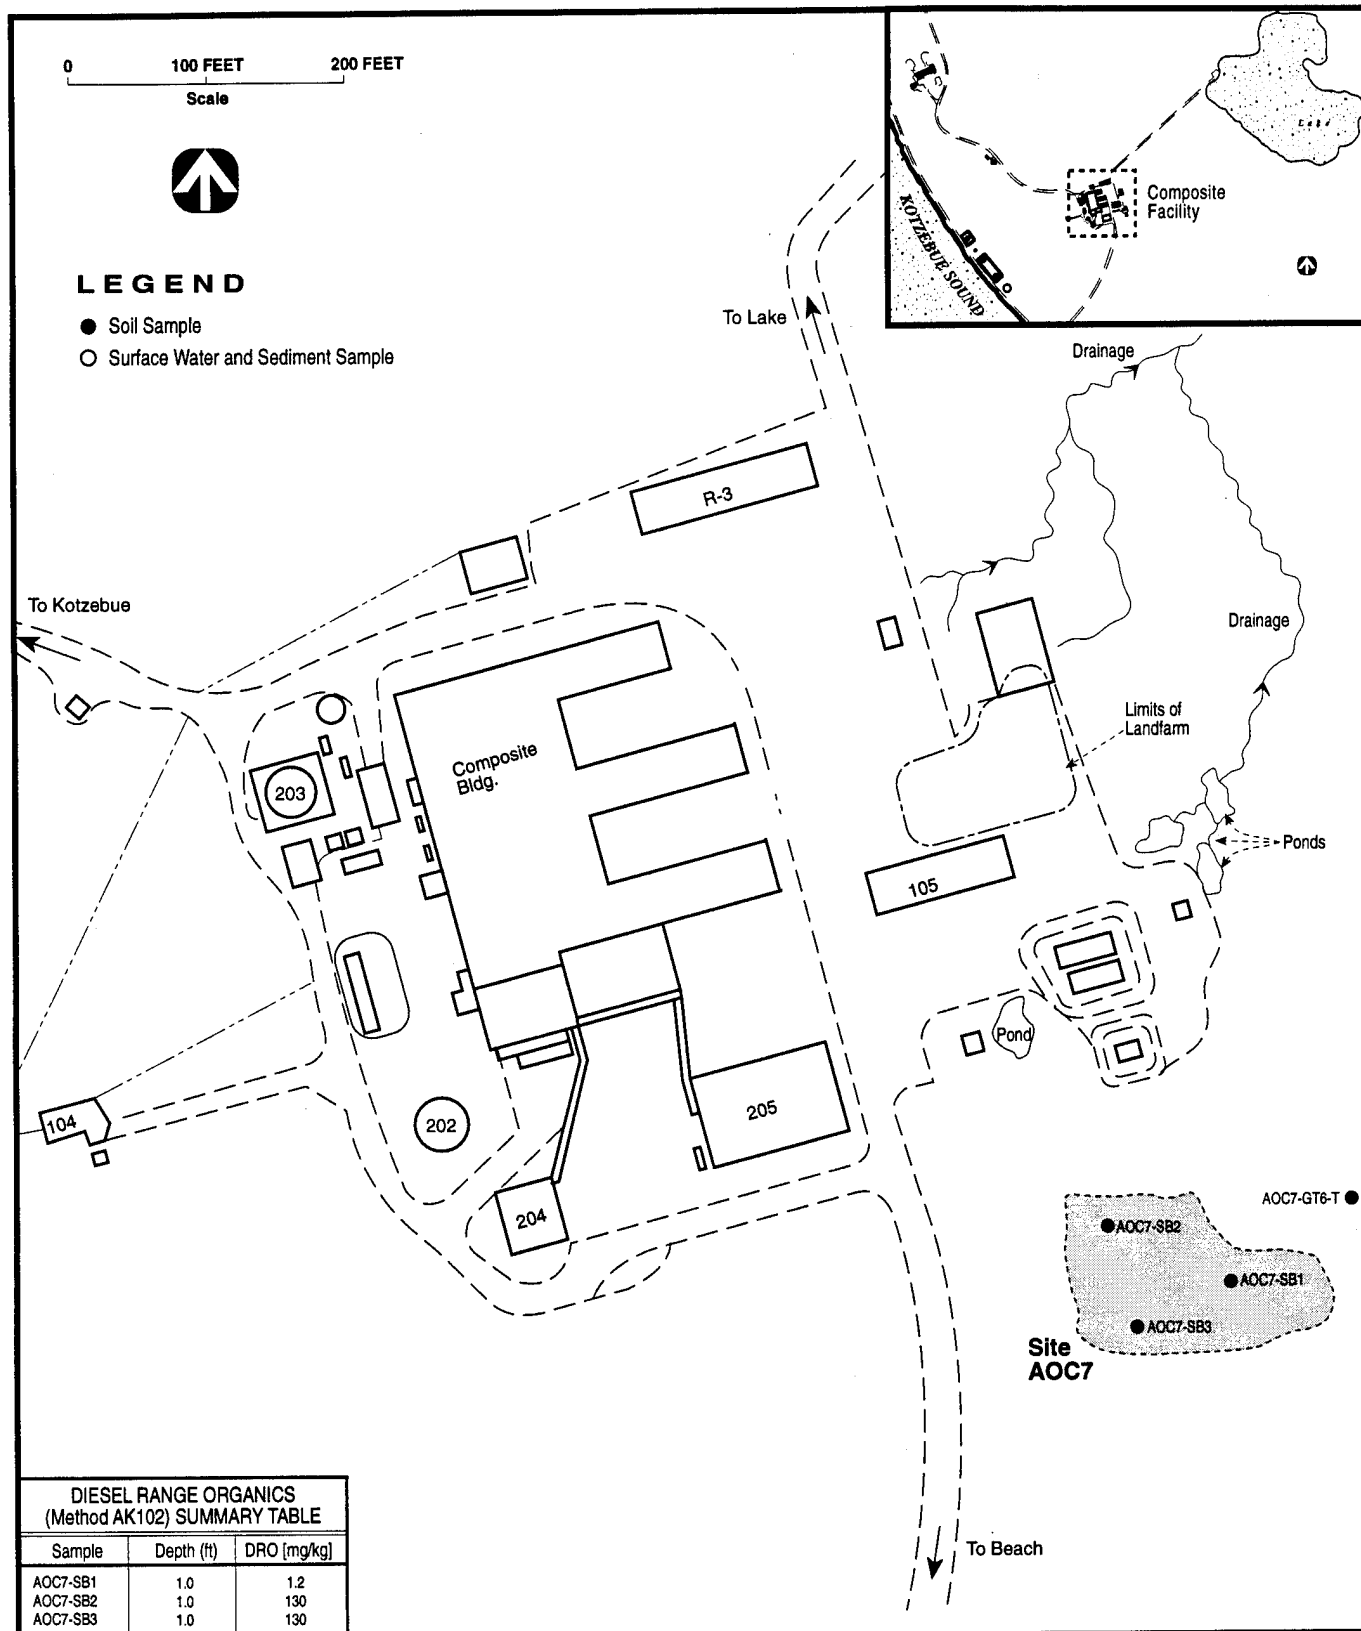 0 100 FEET 200 FEET
Scale
LEGEND
Soil Sample
Surface Water and Sediment Sample
Lake
Composite
Facility
KOTZEBUE SOUND
To Lake
Drainage
R-3
To Kotzebue
Drainage
Limits of
Landfarm
Composite
Bldg.
203
Ponds
105
Pond
104
202
205
204
AOC7-GT6-T
AOC7-SB2
AOC7-SB1
AOC7-SB3
Site
AOC7
To Beach
DIESEL RANGE ORGANICS
(Method AK102) SUMMARY TABLE
Sample Depth (ft) DRO [mg/kg]
AOC7-SB1 1.0 1.2
AOC7-SB2 1.0 130
AOC7-SB3 1.0 130